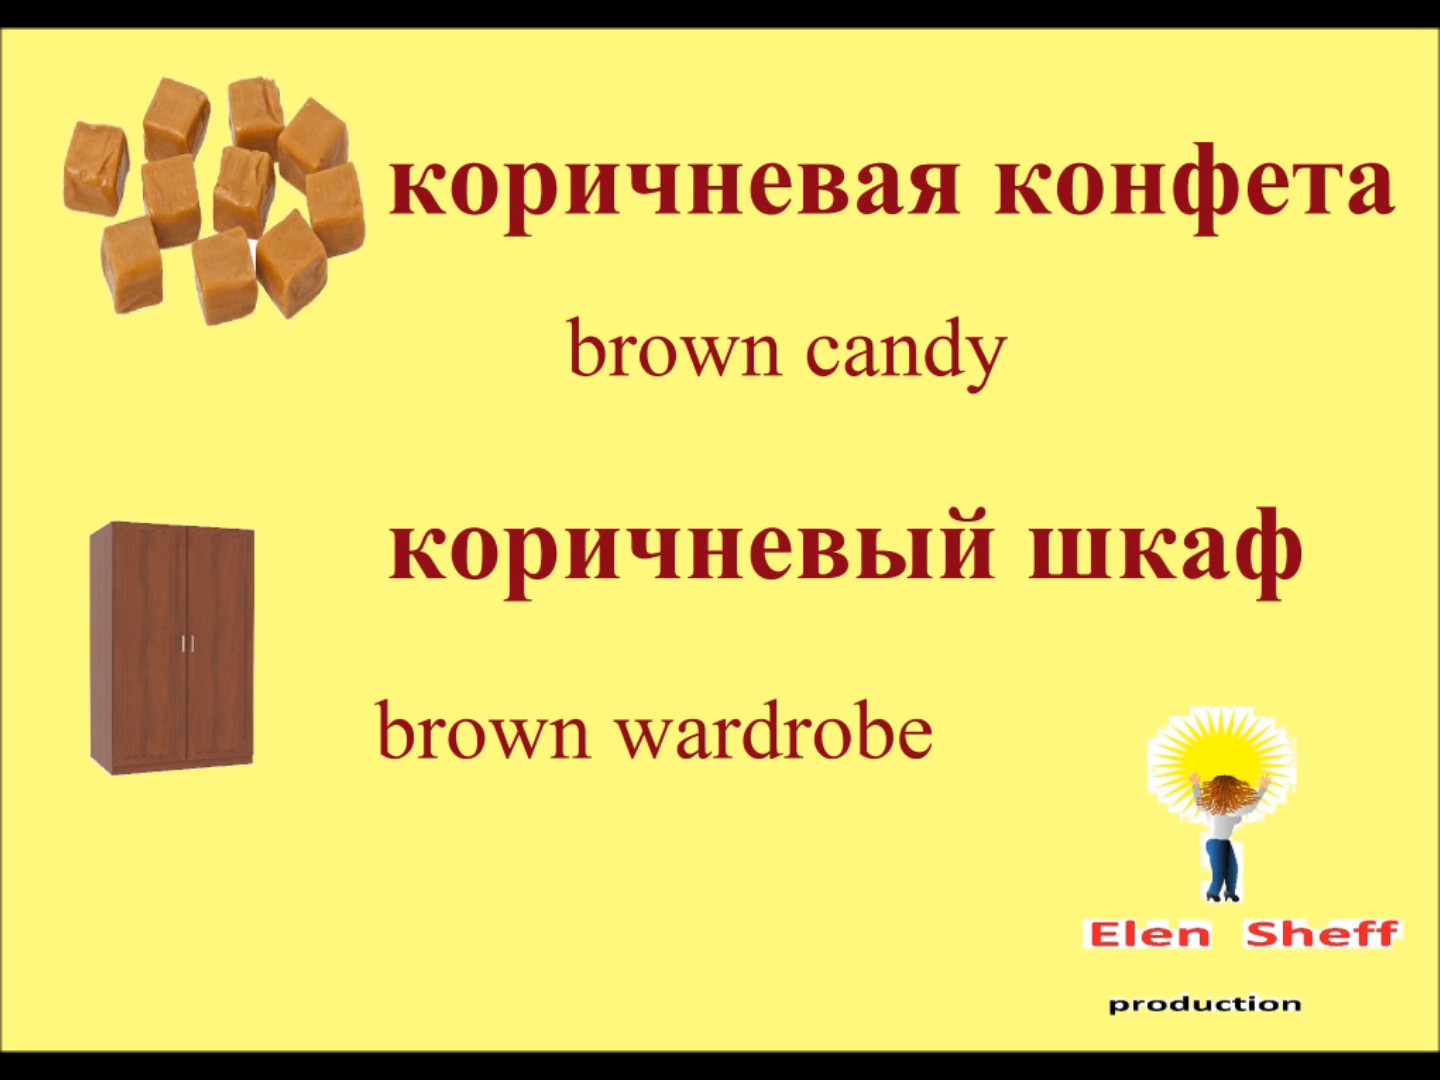 коричневая конфета
brown candy
коричневый шкаф
brown wardrobe
Elen Sheff
production